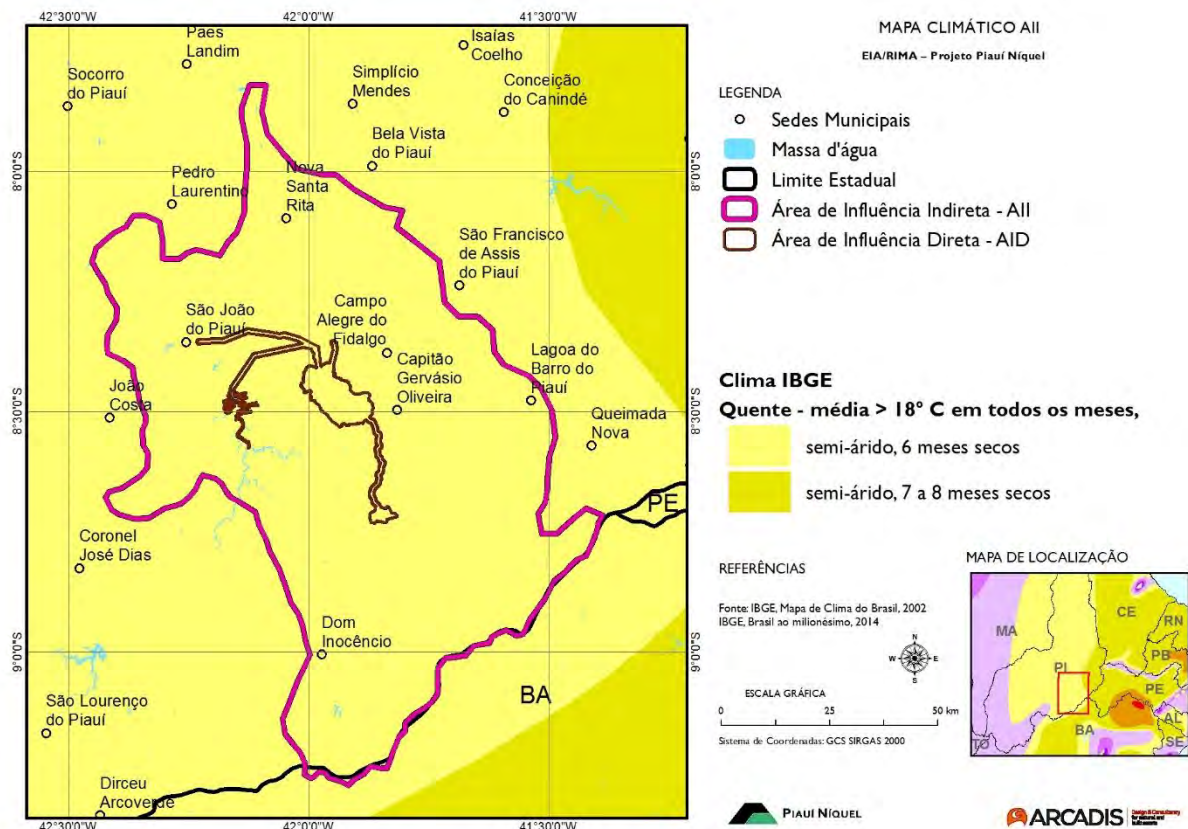 42°30'0"W
42°0'0"W
41°30'0"W
Paes
Landim
Isaías
Coelho
Socorro
do Piauí
Simplício
Mendes
Conceição
do Canindé
Bela Vista
do Piauí
8°0'0"S
8°0'0"S
Pedro
Laurentino
Nova
Santa
Rita
São Francisco
de Assis
do Piauí
São João
do Piauí
Campo
Alegre do
Fidalgo
Capitão
Gervásio
Oliveira
Lagoa do
Barro do
Piauí
João
Costa
8°30'0"S
8°30'0"S
Queimada
Nova
PE
Coronel
José Dias
Dom
Inocêncio
9°0'0"S
9°0'0"S
BA
São Lourenço
do Piauí
Dirceu
Arcoverde
42°30'0"W
42°0'0"W
41°30'0"W
MAPA CLIMÁTICO AII
EIA/RIMA – Projeto Piauí Níquel
LEGENDA
Sedes Municipais
Massa d'água
Limite Estadual
Área de Influência Indireta - AII
Área de Influência Direta - AID
Clima IBGE
Quente - média > 18° C em todos os meses,
semi-árido, 6 meses secos
semi-árido, 7 a 8 meses secos
REFERÊNCIAS
Fonte: IBGE, Mapa de Clima do Brasil, 2002
IBGE, Brasil ao milionésimo, 2014
N
W
E
S
ESCALA GRÁFICA
0
25
50 km
Sistema de Coordenadas: GCS SIRGAS 2000
MAPA DE LOCALIZAÇÃO
CE
RN
MA
PB
PI
PE
AL
BA
SE
TO
PIAUÍ NÍQUEL
ARCADIS
Design & Consultancy
for natural and
built assets